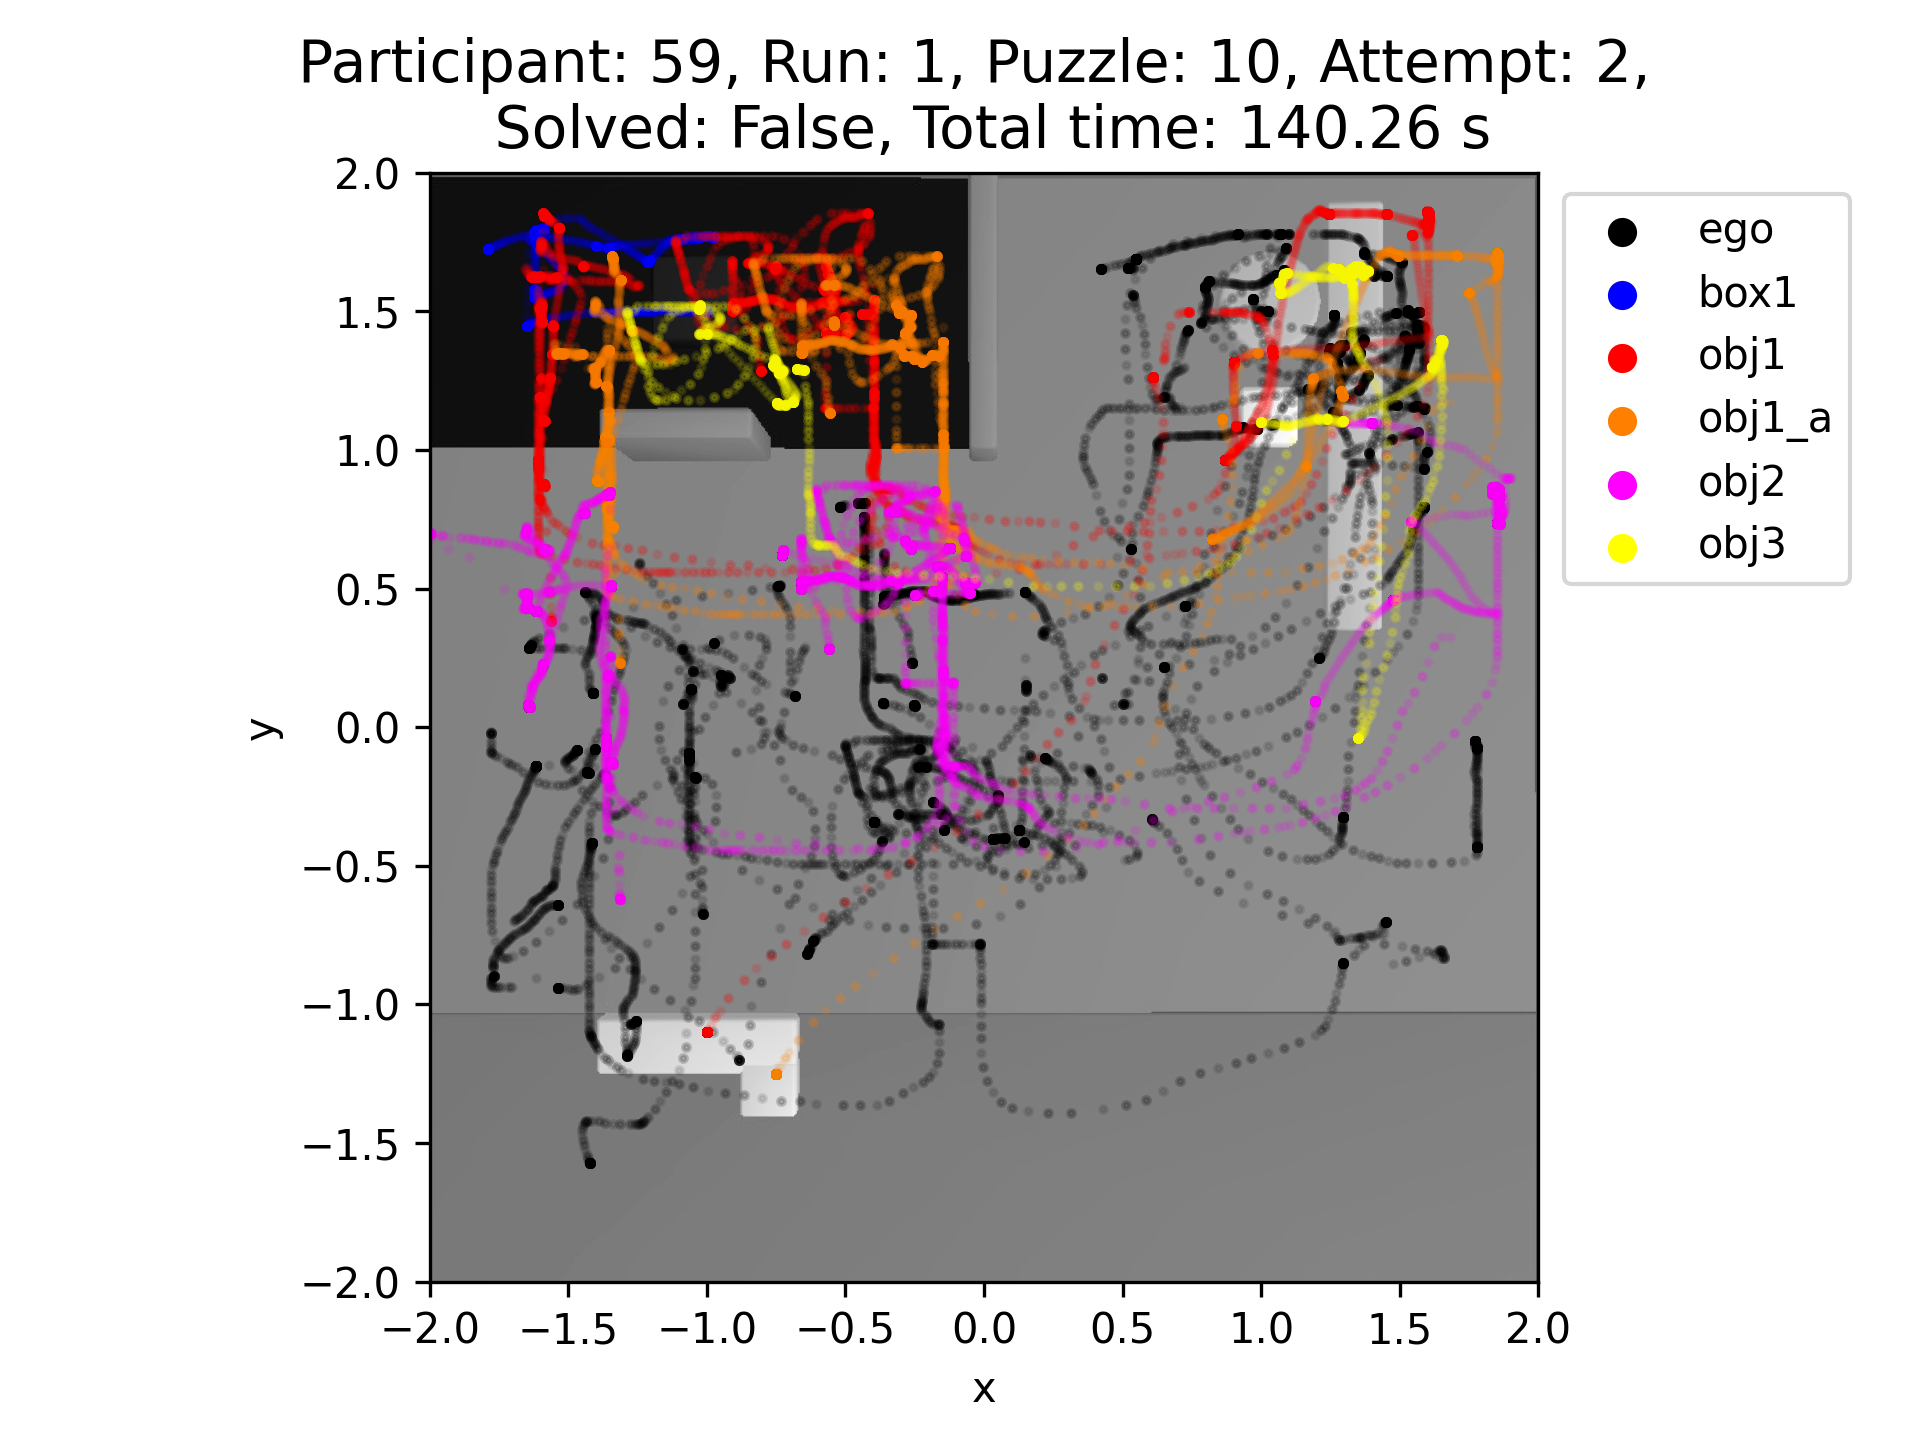 Participant: 59, Run: 1, Puzzle: 10, Attempt: 2,
Solved: False, Total time: 140.26 s
2.0
1.5
1.0
0.5
0.0
−0.5
−1.0
−1.5
−2.0
y
−2.0 −1.5 −1.0 −0.5 0.0 0.5 1.0 1.5 2.0
x
ego
box1
obj1
obj1_a
obj2
obj3